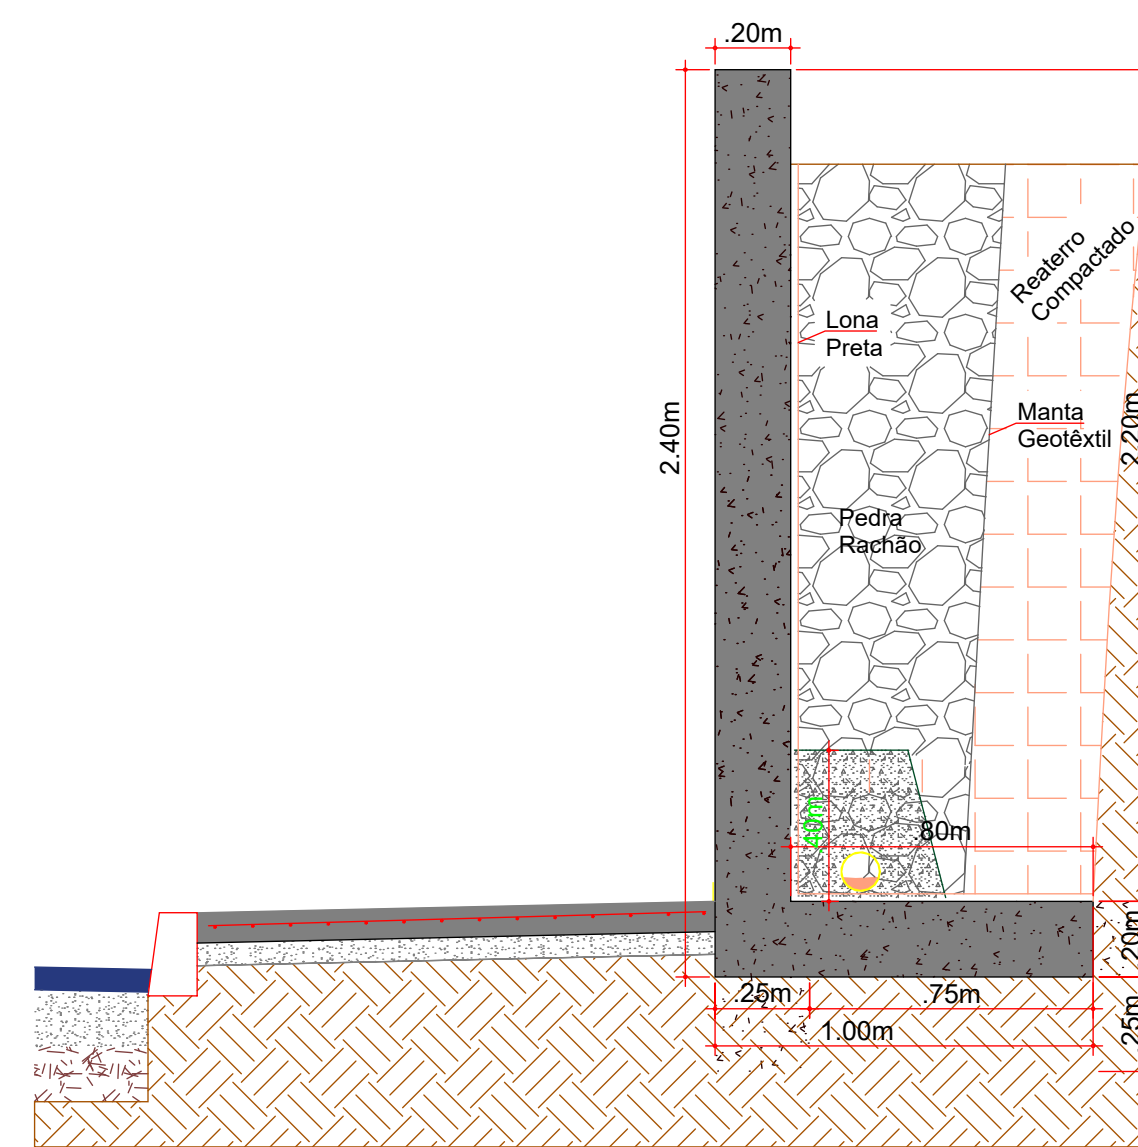 .20m
Reaterro
Compactado
Lona
Preta
2.40m
Manta
Geotêxtil
2.20m
Pedra
Rachão
.40m
.80m
.20m
.25m
.75m
1.00m
.25m